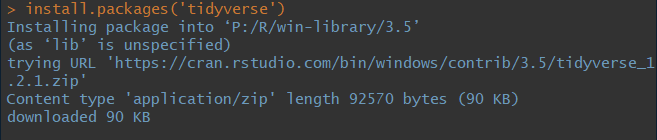 > install.packages('tidyverse')
Installing package into ‘P:/R/win-library/3.5’
(as ‘lib’ is unspecified)
trying URL 'https://cran.rstudio.com/bin/windows/contrib/3.5/tidyverse_1
.2.1.zip'
Content type 'application/zip' length 92570 bytes (90 KB)
downloaded 90 KB